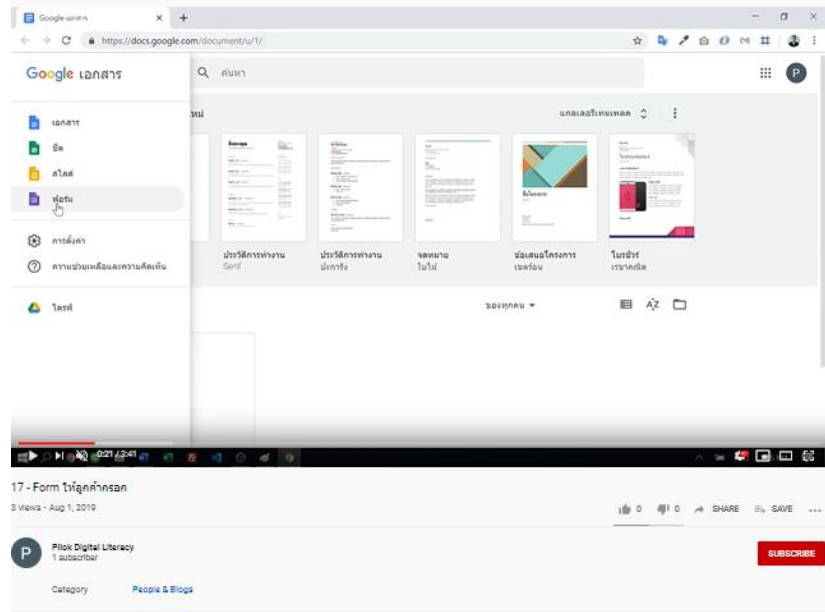 Google เอกสาร
https://docs.google.com/document/u/1/
Google เอกสาร
ค้นหา
P
เอกสาร
ชีต
สไลด์
ฟอร์ม
การตั้งค่า
ความช่วยเหลือและความคิดเห็น
ไดรฟ์
แกลเลอรีเทมเพลต
ประวัติการทำงาน
Serif
ประวัติการทำงาน
ปะการัง
จดหมาย
ใบไม้
ข้อเสนอโครงการ
เขตร้อน
โบรชัวร์
เรขาคณิต
ของทุกคน
AZ
0:21 / 3:41
17 - Form ให้ลูกค้ากรอก
3 views - Aug 1, 2019
0 0 SHARE SAVE
P
Pilok Digital Literacy
1 subscriber
SUBSCRIBE
Category People & Blogs